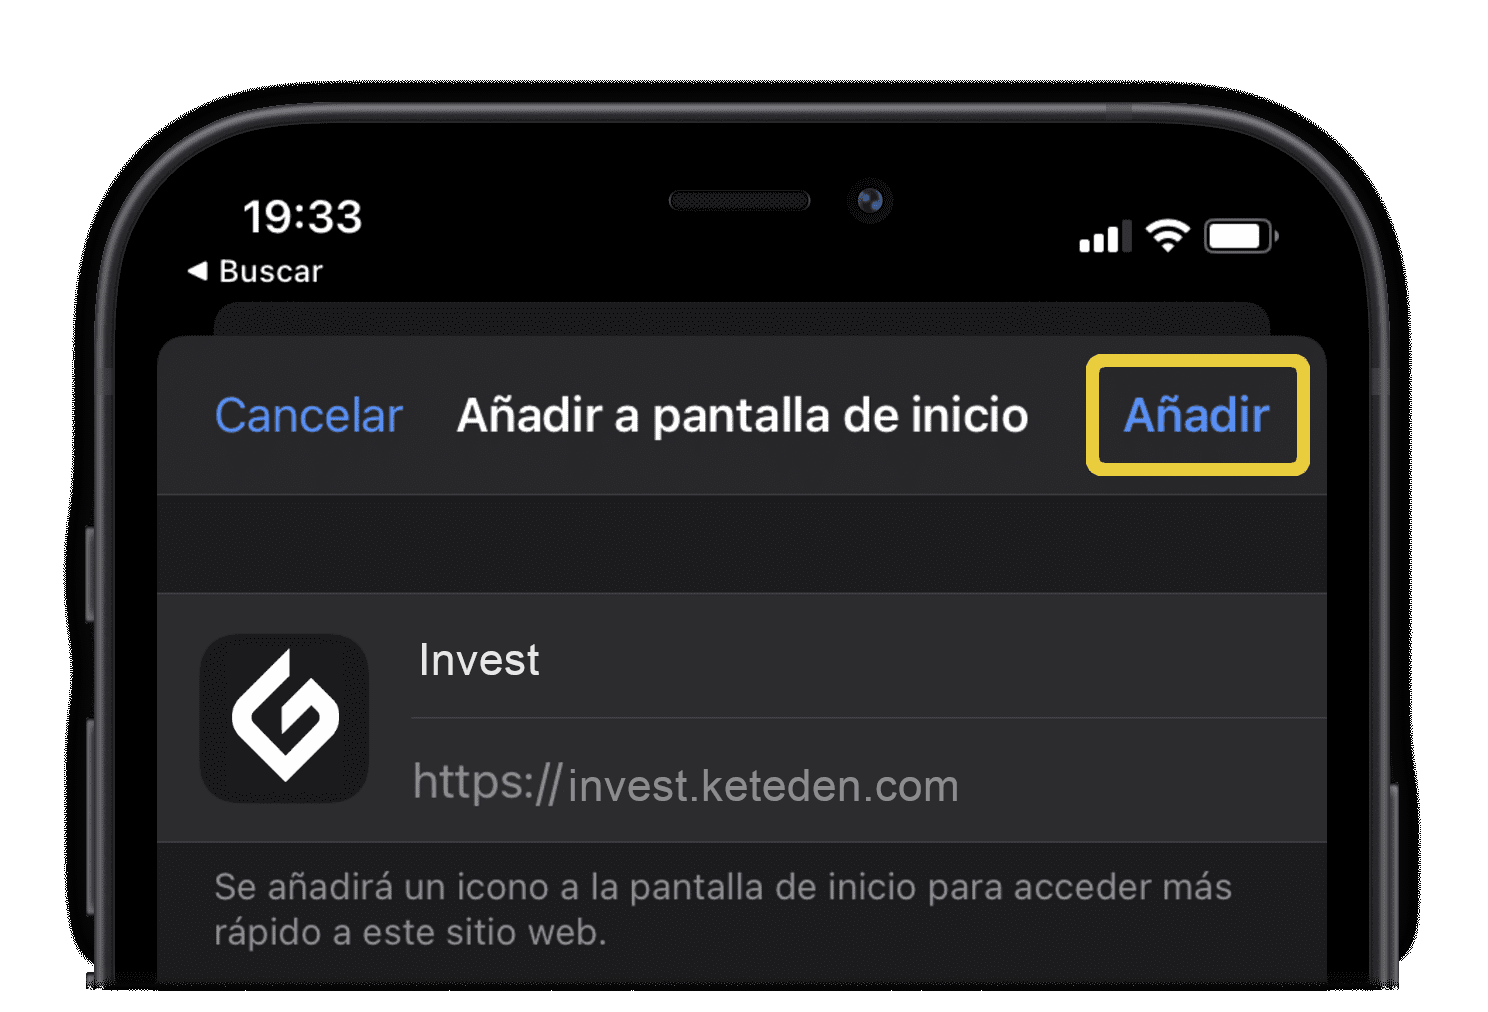 19:33
◀ Buscar
Cancelar Añadir a pantalla de inicio Añadir
Invest
https://invest.keteden.com
Se añadirá un icono a la pantalla de inicio para acceder más
rápido a este sitio web.